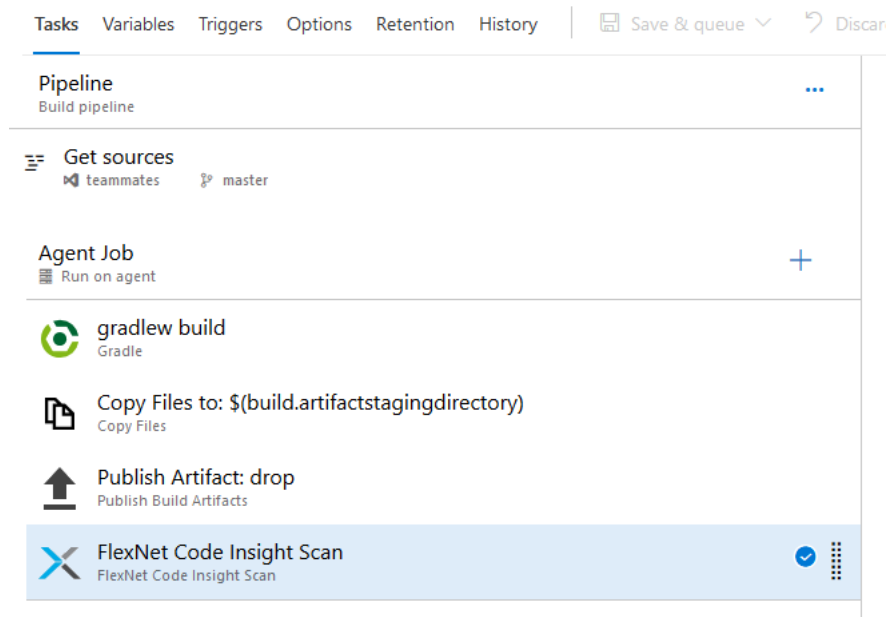 Tasks Variables Triggers Options Retention History Save & queue
Pipeline
Build pipeline
Get sources
teammates master
Agent Job
Run on agent
gradlew build
Gradle
Copy Files to: $(build.artifactstagingdirectory)
Copy Files
Publish Artifact: drop
Publish Build Artifacts
FlexNet Code Insight Scan
FlexNet Code Insight Scan